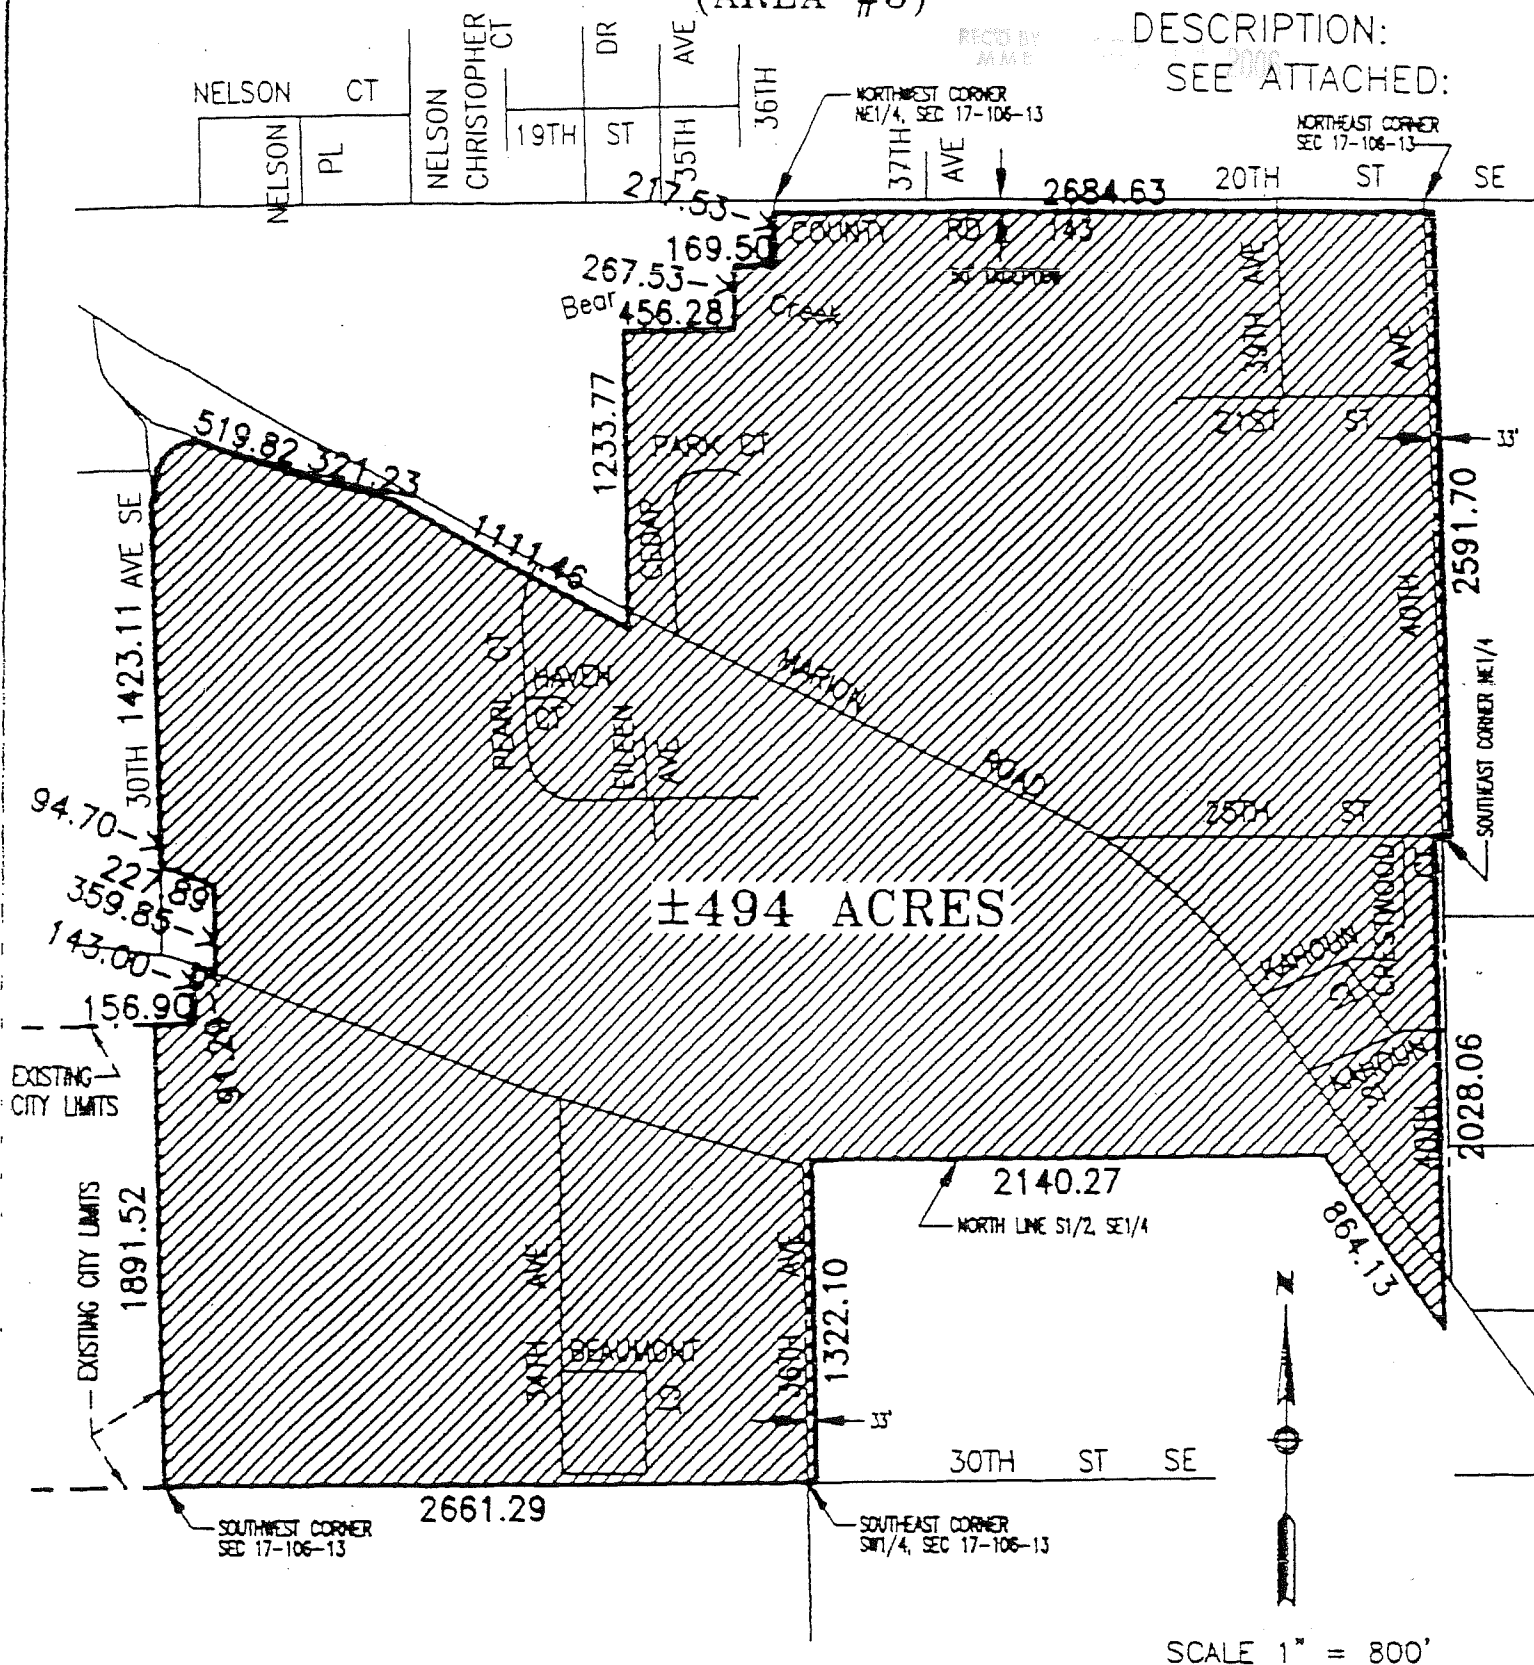 DESCRIPTION:
SEE ATTACHED:
REC'D BY
NELSON CT
NELSON PL
NELSON
CHRISTOPHER CT
19TH ST
DR
35TH AVE
36TH
NORTHWEST CORNER
NE1/4, SEC 17-106-13
37TH AVE
NORTHEAST CORNER
SEC 17-106-13
20TH ST SE
217.53
2684.63
COUNTY RD 143
169.50
267.53
Bear Creek
456.28
39TH AVE
21ST ST
33'
1233.77
PARK CT
CEDAR
519.82
321.23
1111.46
30TH AVE SE
1423.11
40TH AVE
2591.70
SOUTHEAST CORNER NE1/4
PEARL CT
HAVEN
EILEEN AVE
MARION ROAD
25TH ST
94.70
227.89
359.85
143.00
156.90
91.29
±494 ACRES
CRESTWOOD CT
KAHOUN
KAHOUN
40TH
2028.06
EXISTING
CITY LIMITS
EXISTING CITY LIMITS
1891.52
2140.27
NORTH LINE S1/2, SE1/4
864.13
34TH AVE
BEAUMONT
36TH AVE
1322.10
33'
N
30TH ST SE
2661.29
SOUTHWEST CORNER
SEC 17-106-13
SOUTHEAST CORNER
SW1/4, SEC 17-106-13
SCALE 1" = 800'